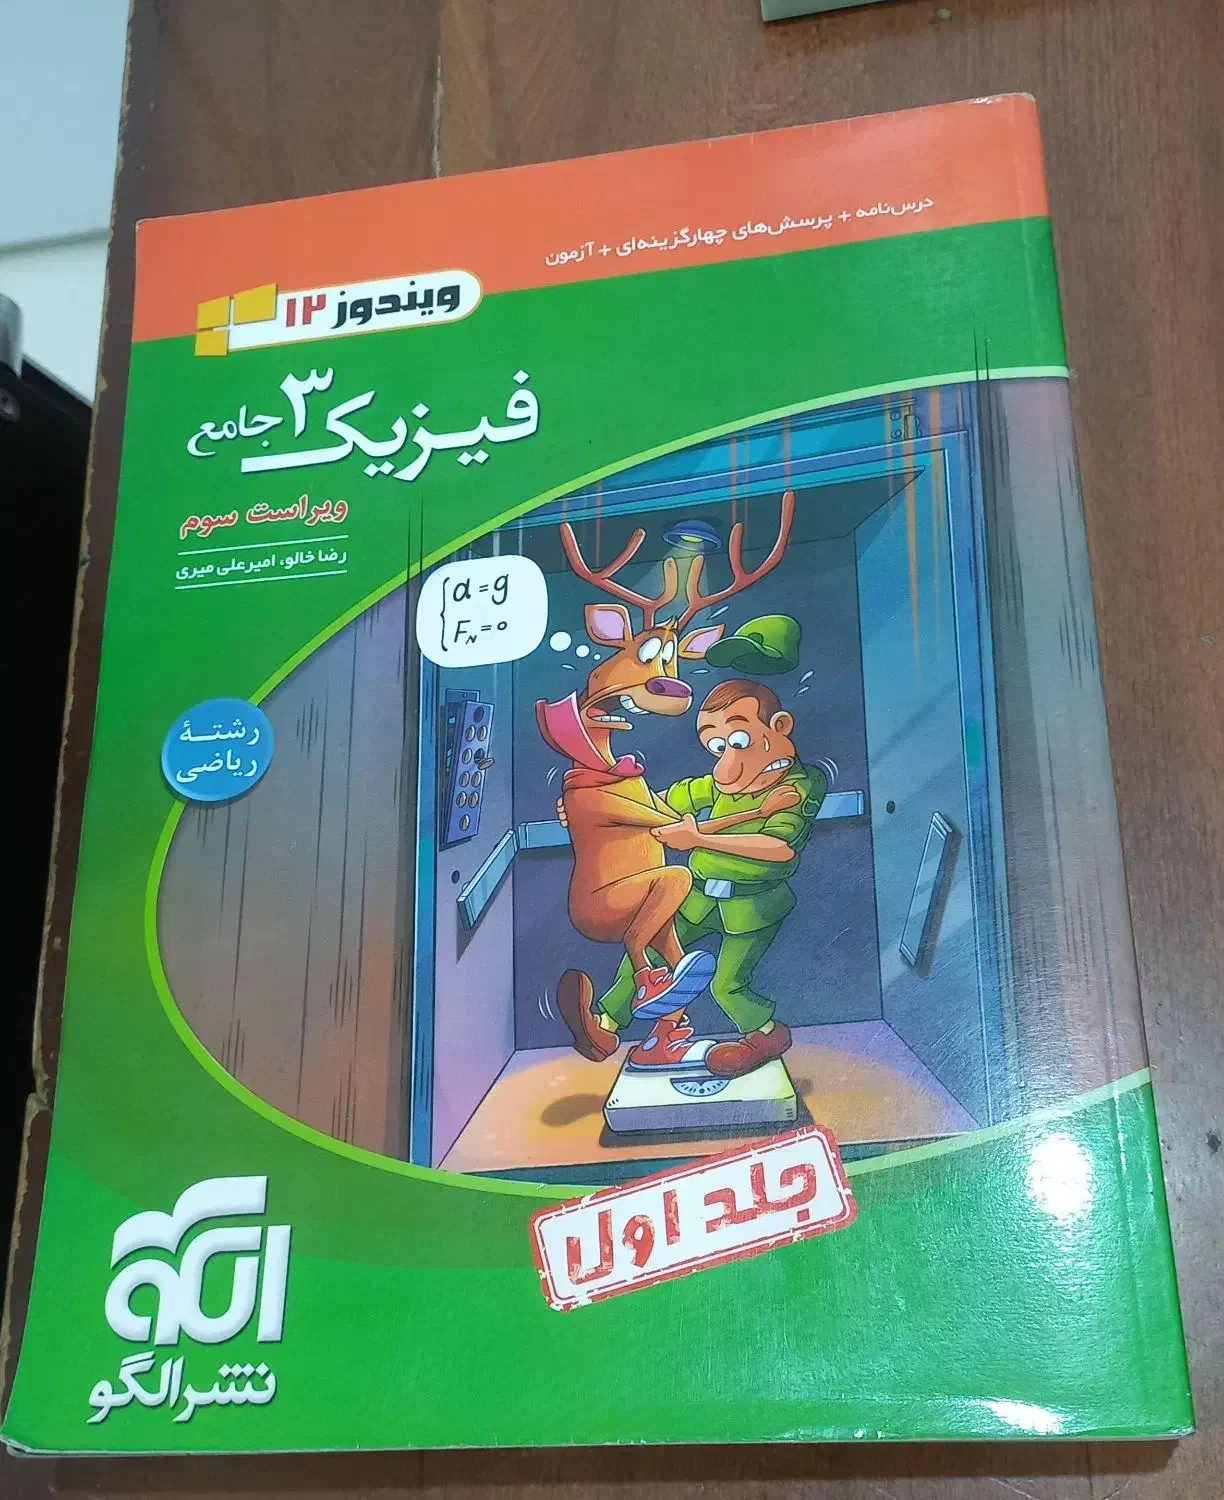 درس‌نامه + پرسش‌های چهارگزینه‌ای + آزمون
ویندوز ۱۲
فیزیک ۳ جامع
ویراست سوم
رضا خالو، امیرعلی میری
a = g
F_N = 0
رشتهٔ
ریاضی
جلد اول
الگو
نشر الگو